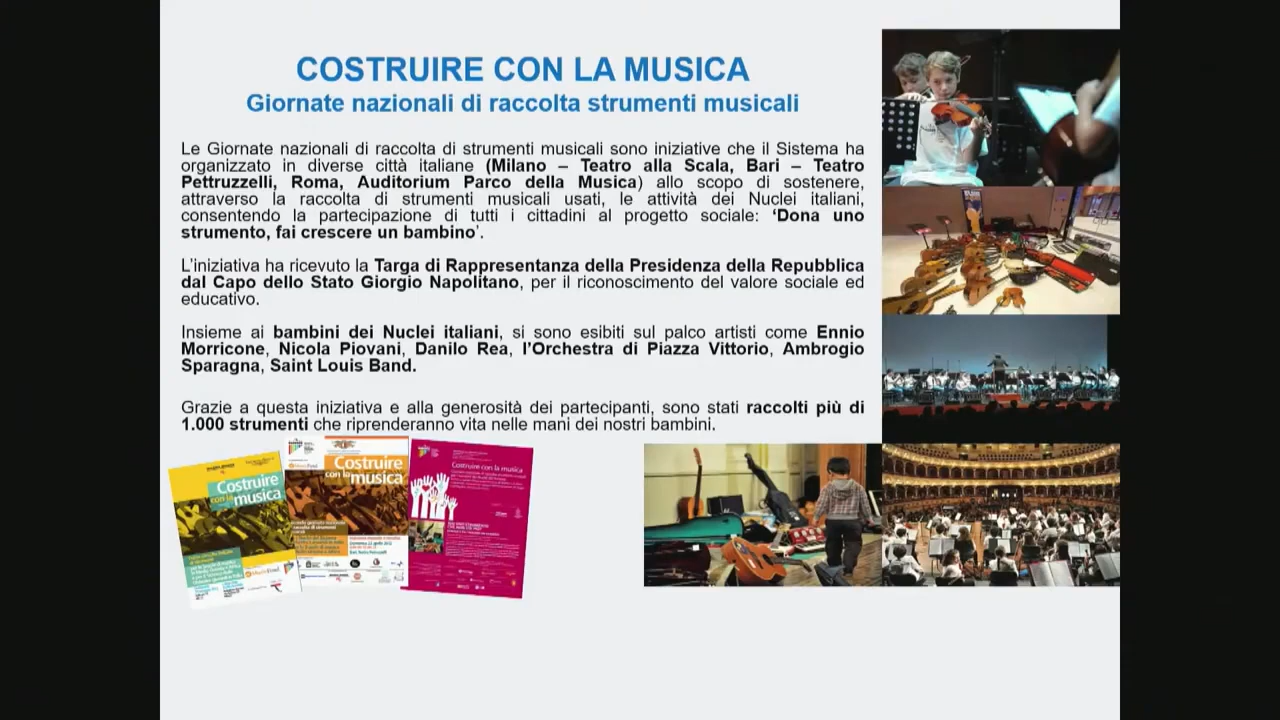 COSTRUIRE CON LA MUSICA
Giornate nazionali di raccolta strumenti musicali
Le Giornate nazionali di raccolta di strumenti musicali sono iniziative che il Sistema ha
organizzato in diverse città italiane (Milano – Teatro alla Scala, Bari – Teatro
Pettruzzelli, Roma, Auditorium Parco della Musica) allo scopo di sostenere,
attraverso la raccolta di strumenti musicali usati, le attività dei Nuclei italiani,
consentendo la partecipazione di tutti i cittadini al progetto sociale: ‘Dona uno
strumento, fai crescere un bambino’.
L’iniziativa ha ricevuto la Targa di Rappresentanza della Presidenza della Repubblica
dal Capo dello Stato Giorgio Napolitano, per il riconoscimento del valore sociale ed
educativo.
Insieme ai bambini dei Nuclei italiani, si sono esibiti sul palco artisti come Ennio
Morricone, Nicola Piovani, Danilo Rea, l’Orchestra di Piazza Vittorio, Ambrogio
Sparagna, Saint Louis Band.
Grazie a questa iniziativa e alla generosità dei partecipanti, sono stati raccolti più di
1.000 strumenti che riprenderanno vita nelle mani dei nostri bambini.
Costruire
con la musica
Costruire
con la musica
Costruire con la musica